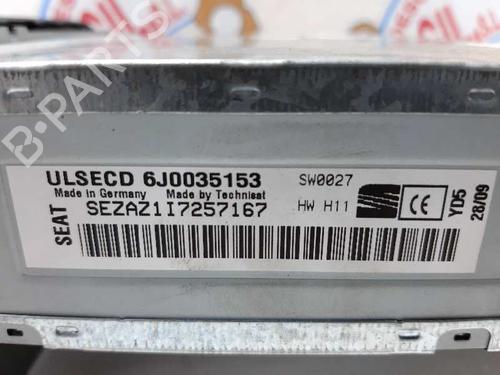 B-PARTS
ULSECD 6J0035153
Made in Germany Made by Technisat
SEAT
SEZAZ1I7257167
SW0027
HW H11
CE
YD5
28/09